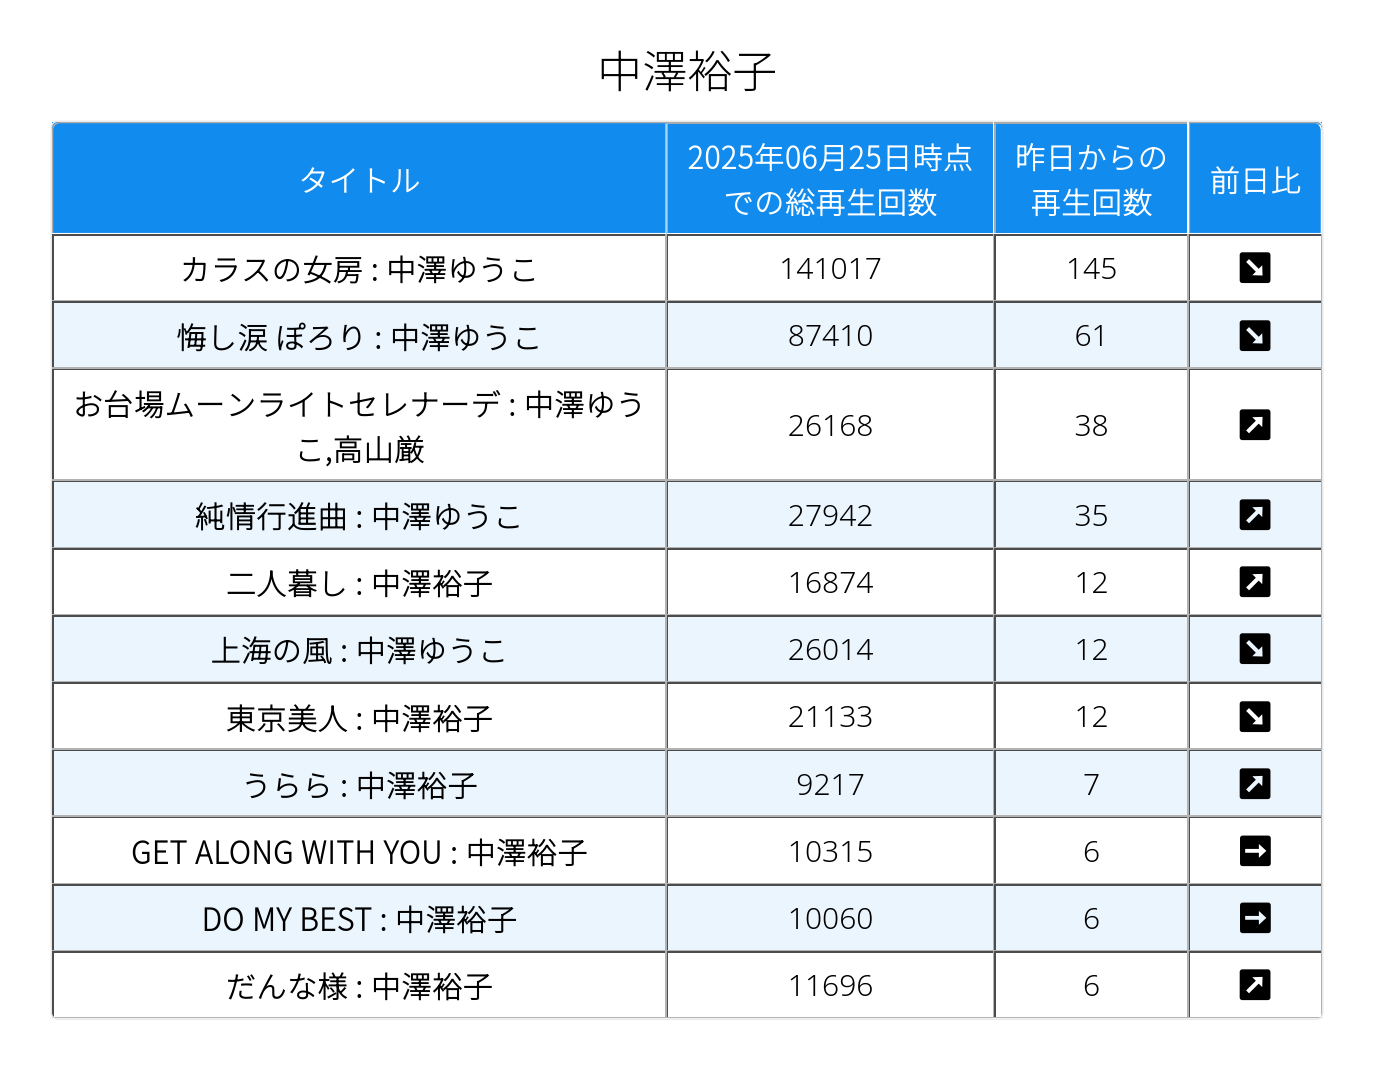 中澤裕子
タイトル
2025年06月25日時点
での総再生回数
昨日からの
再生回数
前日比
カラスの女房 : 中澤ゆうこ 141017 145 ↘
悔し涙 ぽろり : 中澤ゆうこ 87410 61 ↘
お台場ムーンライトセレナーデ : 中澤ゆう
こ,高山厳 26168 38 ↗
純情行進曲 : 中澤ゆうこ 27942 35 ↗
二人暮し : 中澤裕子 16874 12 ↗
上海の風 : 中澤ゆうこ 26014 12 ↘
東京美人 : 中澤裕子 21133 12 ↘
うらら : 中澤裕子 9217 7 ↗
GET ALONG WITH YOU : 中澤裕子 10315 6 →
DO MY BEST : 中澤裕子 10060 6 →
だんな様 : 中澤裕子 11696 6 ↗